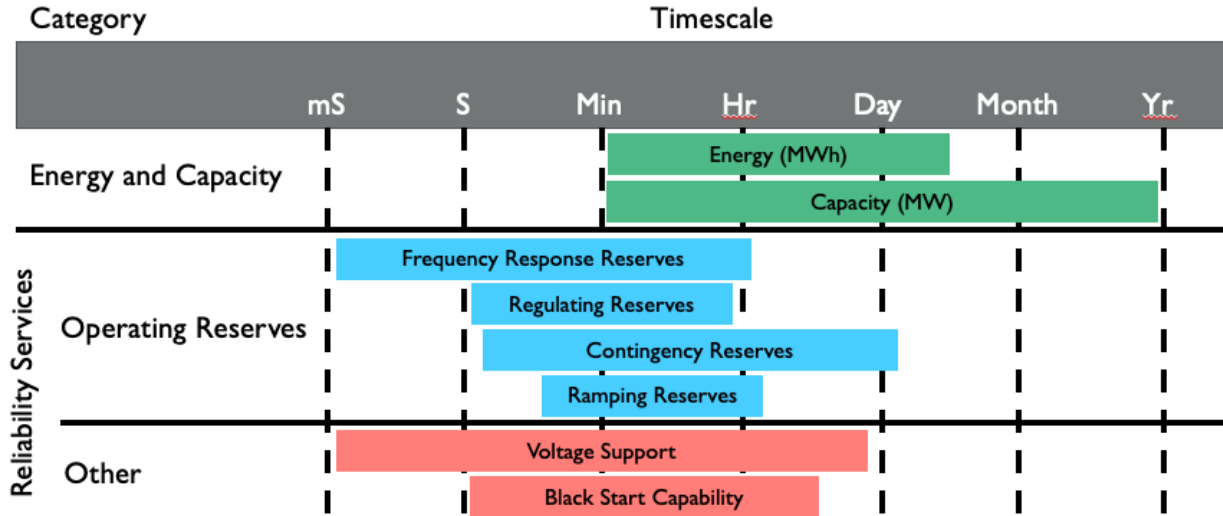 Category
Timescale
mS
S
Min
Hr
Day
Month
Yr
Energy and Capacity
Energy (MWh)
Capacity (MW)
Reliability Services
Operating Reserves
Frequency Response Reserves
Regulating Reserves
Contingency Reserves
Ramping Reserves
Other
Voltage Support
Black Start Capability